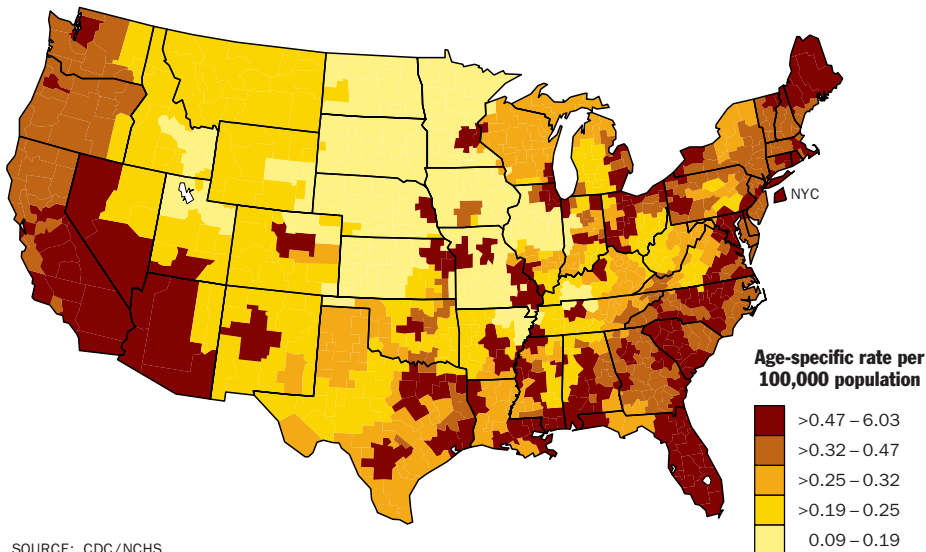 NYC
Age-specific rate per
100,000 population
>0.47 – 6.03
>0.32 – 0.47
>0.25 – 0.32
>0.19 – 0.25
0.09 – 0.19
SOURCE: CDC/NCHS